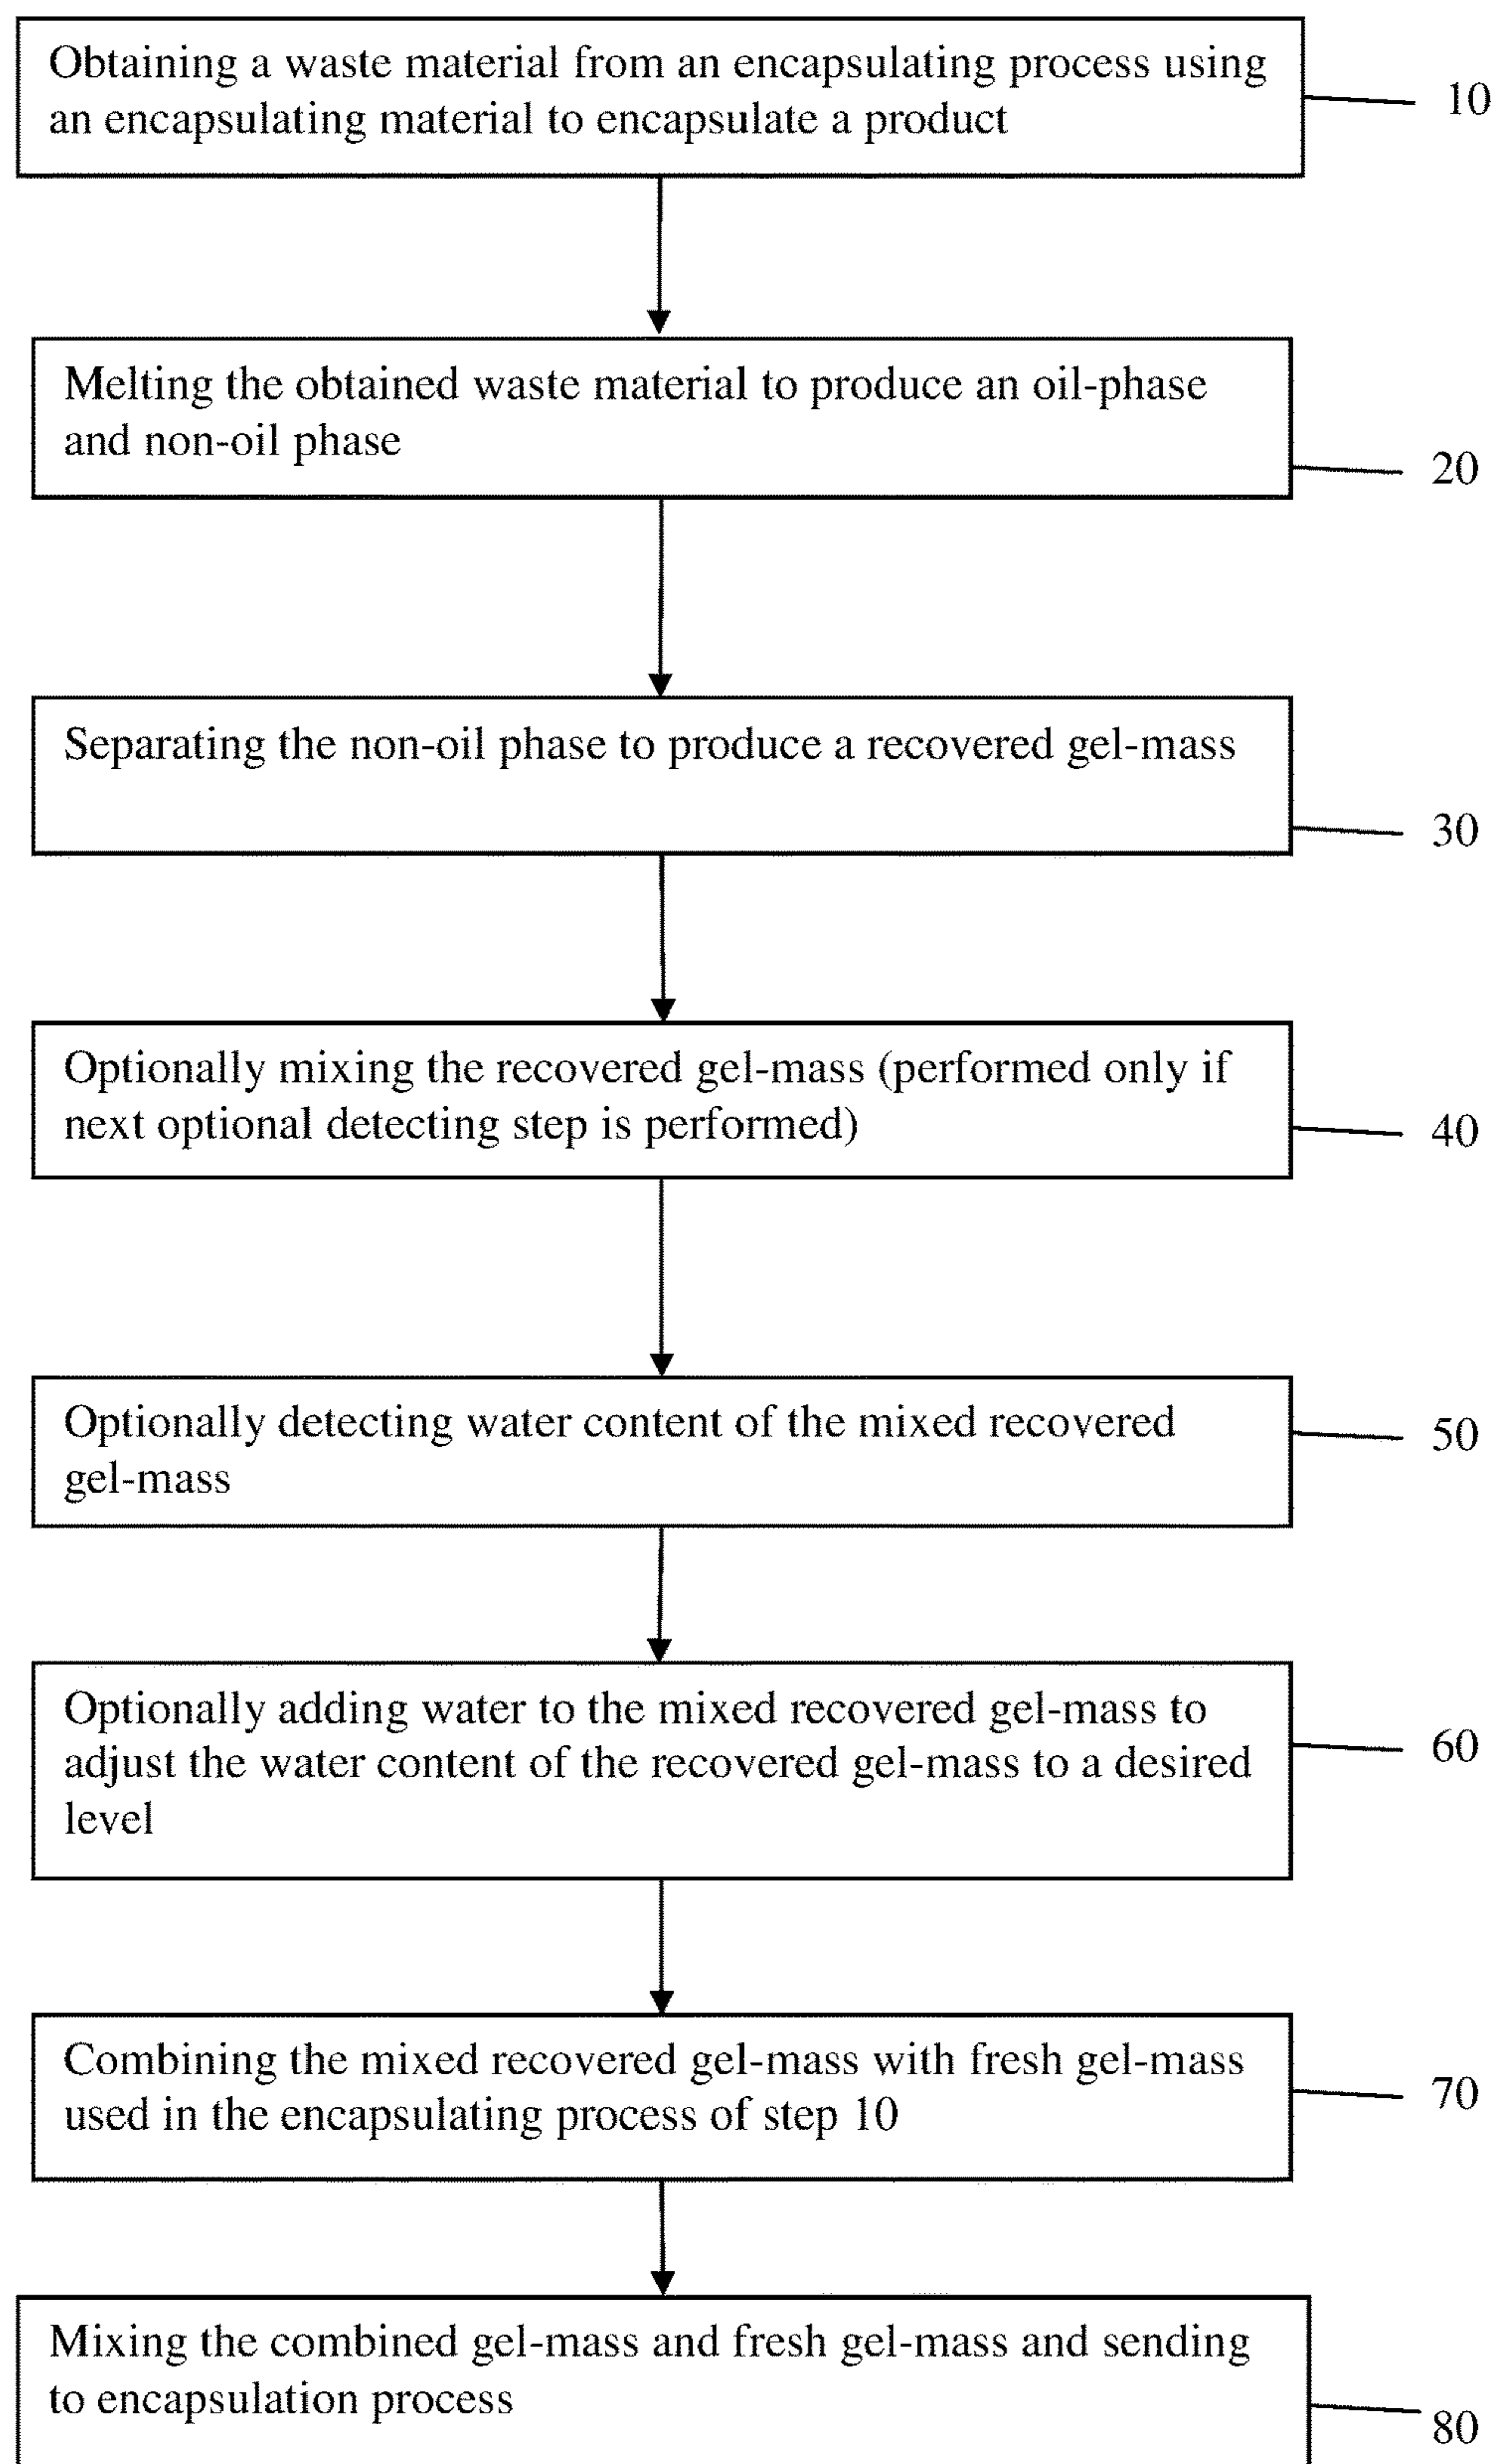 Obtaining a waste material from an encapsulating process using
an encapsulating material to encapsulate a product
10
Melting the obtained waste material to produce an oil-phase
and non-oil phase
20
Separating the non-oil phase to produce a recovered gel-mass
30
Optionally mixing the recovered gel-mass (performed only if
next optional detecting step is performed)
40
Optionally detecting water content of the mixed recovered
gel-mass
50
Optionally adding water to the mixed recovered gel-mass to
adjust the water content of the recovered gel-mass to a desired
level
60
Combining the mixed recovered gel-mass with fresh gel-mass
used in the encapsulating process of step 10
70
Mixing the combined gel-mass and fresh gel-mass and sending
to encapsulation process
80